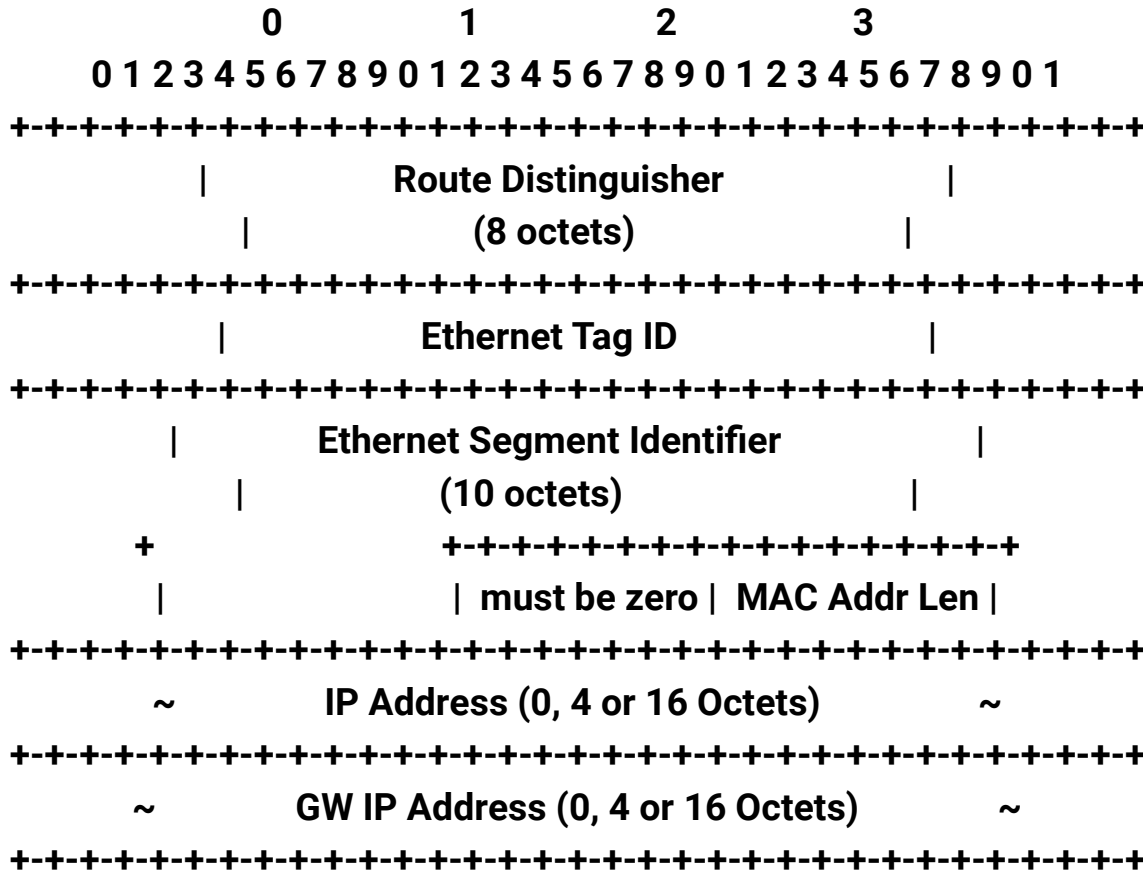 0 1 2 3
0 1 2 3 4 5 6 7 8 9 0 1 2 3 4 5 6 7 8 9 0 1 2 3 4 5 6 7 8 9 0 1
+-+-+-+-+-+-+-+-+-+-+-+-+-+-+-+-+-+-+-+-+-+-+-+-+-+-+-+-+-+-+-+-+
| Route Distinguisher |
| (8 octets) |
+-+-+-+-+-+-+-+-+-+-+-+-+-+-+-+-+-+-+-+-+-+-+-+-+-+-+-+-+-+-+-+-+
| Ethernet Tag ID |
+-+-+-+-+-+-+-+-+-+-+-+-+-+-+-+-+-+-+-+-+-+-+-+-+-+-+-+-+-+-+-+-+
| Ethernet Segment Identifier |
| (10 octets) |
+ +-+-+-+-+-+-+-+-+-+-+-+-+-+-+-+-+
| | must be zero | MAC Addr Len |
+-+-+-+-+-+-+-+-+-+-+-+-+-+-+-+-+-+-+-+-+-+-+-+-+-+-+-+-+-+-+-+-+
~ IP Address (0, 4 or 16 Octets) ~
+-+-+-+-+-+-+-+-+-+-+-+-+-+-+-+-+-+-+-+-+-+-+-+-+-+-+-+-+-+-+-+-+
~ GW IP Address (0, 4 or 16 Octets) ~
+-+-+-+-+-+-+-+-+-+-+-+-+-+-+-+-+-+-+-+-+-+-+-+-+-+-+-+-+-+-+-+-+